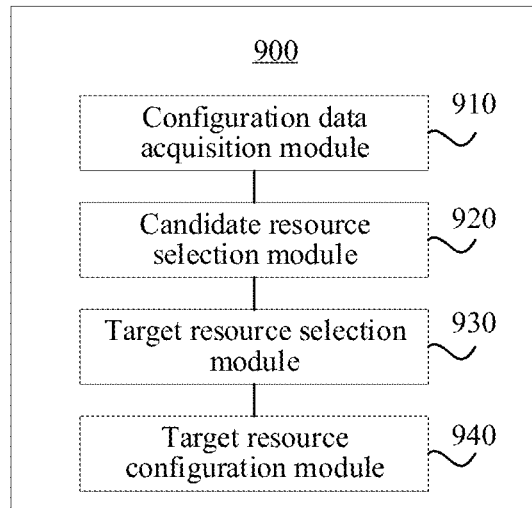 900
910
Configuration data
acquisition module
920
Candidate resource
selection module
930
Target resource selection
module
940
Target resource
configuration module